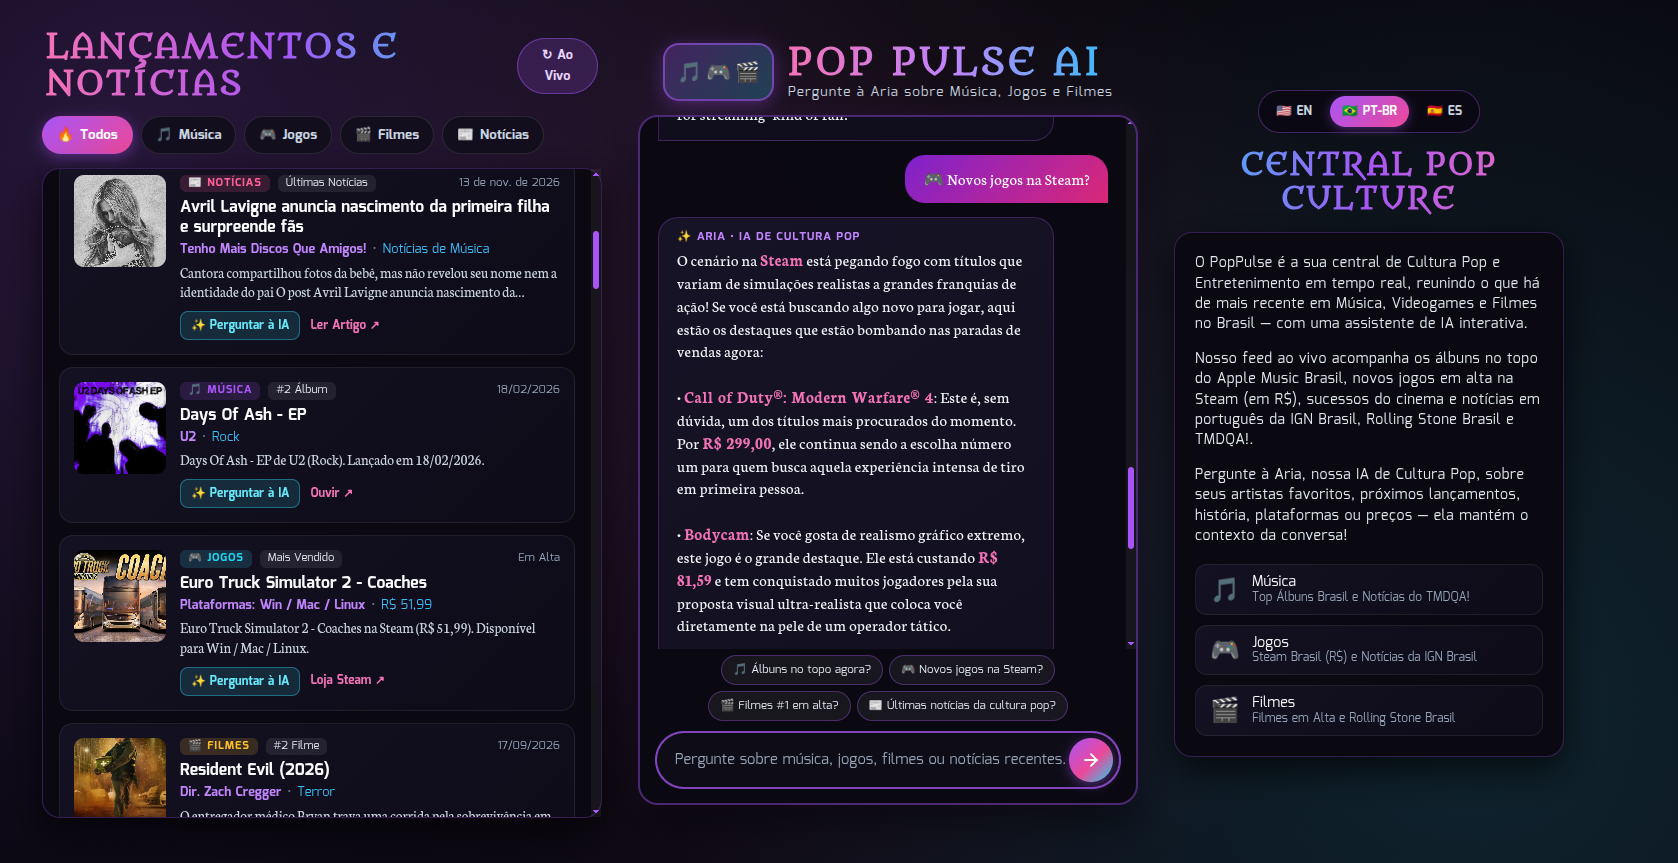 LANÇAMENTOS E
NOTÍCIAS
↻ Ao
Vivo
🔥 Todos
🎵 Música
🎮 Jogos
🎬 Filmes
📰 Notícias
📰 NOTÍCIAS
Últimas Notícias
13 de nov. de 2026
Avril Lavigne anuncia nascimento da primeira filha
e surpreende fãs
Tenho Mais Discos Que Amigos! · Notícias de Música
Cantora compartilhou fotos da bebê, mas não revelou seu nome nem a
identidade do pai O post Avril Lavigne anuncia nascimento da...
✨ Perguntar à IA
Ler Artigo ↗
U2 DAYS OF ASH EP
🎵 MÚSICA
#2 Álbum
18/02/2026
Days Of Ash - EP
U2 · Rock
Days Of Ash - EP de U2 (Rock). Lançado em 18/02/2026.
✨ Perguntar à IA
Ouvir ↗
🎮 JOGOS
Mais Vendido
Em Alta
Euro Truck Simulator 2 - Coaches
Plataformas: Win / Mac / Linux · R$ 51,99
Euro Truck Simulator 2 - Coaches na Steam (R$ 51,99). Disponível
para Win / Mac / Linux.
✨ Perguntar à IA
Loja Steam ↗
🎬 FILMES
#2 Filme
17/09/2026
Resident Evil (2026)
Dir. Zach Cregger · Terror
O entregador médico Bryan trava uma corrida pela sobrevivência em
🎵🎮🎬
POP PULSE AI
Pergunte à Aria sobre Música, Jogos e Filmes
for streaming" kind of fan!
🎮 Novos jogos na Steam?
✨ ARIA • IA DE CULTURA POP
O cenário na Steam está pegando fogo com títulos que
variam de simulações realistas a grandes franquias de
ação! Se você está buscando algo novo para jogar, aqui
estão os destaques que estão bombando nas paradas de
vendas agora:
• Call of Duty®: Modern Warfare® 4: Este é, sem
dúvida, um dos títulos mais procurados do momento.
Por R$ 299,00, ele continua sendo a escolha número
um para quem busca aquela experiência intensa de tiro
em primeira pessoa.
• Bodycam: Se você gosta de realismo gráfico extremo,
este jogo é o grande destaque. Ele está custando R$
81,59 e tem conquistado muitos jogadores pela sua
proposta visual ultra-realista que coloca você
diretamente na pele de um operador tático.
🎵 Álbuns no topo agora?
🎮 Novos jogos na Steam?
🎬 Filmes #1 em alta?
📰 Últimas notícias da cultura pop?
Pergunte sobre música, jogos, filmes ou notícias recentes.
🇺🇸 EN
🇧🇷 PT-BR
🇪🇸 ES
CENTRAL POP
CULTURE
O PopPulse é a sua central de Cultura Pop e
Entretenimento em tempo real, reunindo o que há
de mais recente em Música, Videogames e Filmes
no Brasil — com uma assistente de IA interativa.
Nosso feed ao vivo acompanha os álbuns no topo
do Apple Music Brasil, novos jogos em alta na
Steam (em R$), sucessos do cinema e notícias em
português da IGN Brasil, Rolling Stone Brasil e
TMDQA!.
Pergunte à Aria, nossa IA de Cultura Pop, sobre
seus artistas favoritos, próximos lançamentos,
história, plataformas ou preços — ela mantém o
contexto da conversa!
🎵 Música
Top Álbuns Brasil e Notícias do TMDQA!
🎮 Jogos
Steam Brasil (R$) e Notícias da IGN Brasil
🎬 Filmes
Filmes em Alta e Rolling Stone Brasil